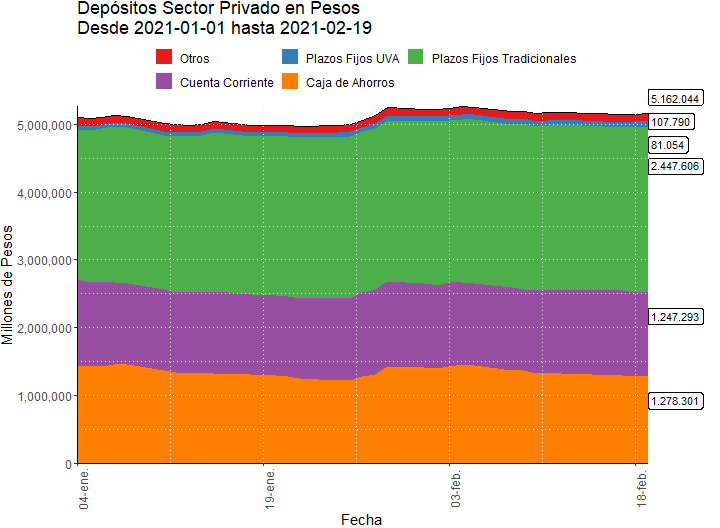 Depósitos Sector Privado en Pesos
Desde 2021-01-01 hasta 2021-02-19
Otros
Plazos Fijos UVA
Plazos Fijos Tradicionales
Cuenta Corriente
Caja de Ahorros
Millones de Pesos
5,000,000
4,000,000
3,000,000
2,000,000
1,000,000
0
5.162.044
107.790
81.054
2.447.606
1.247.293
1.278.301
04-ene.
19-ene.
03-feb.
18-feb.
Fecha